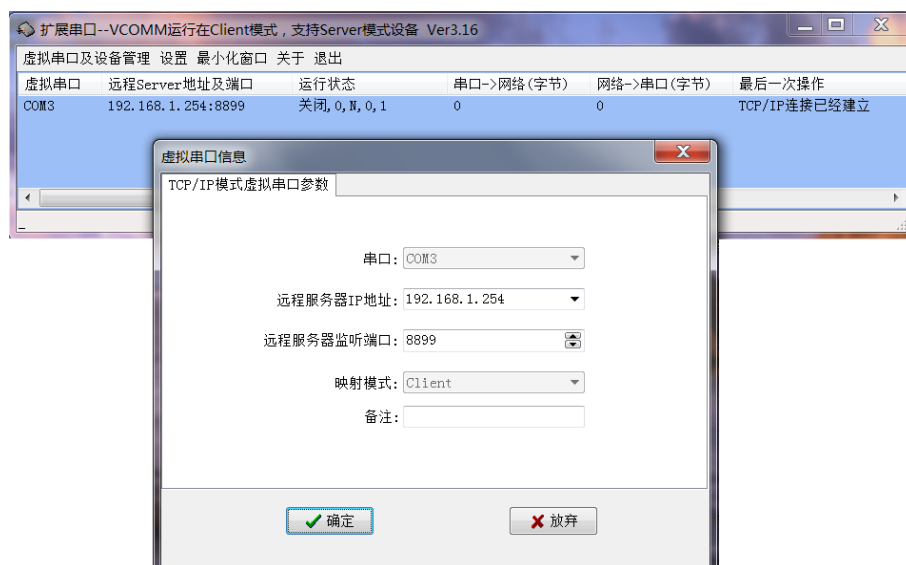 扩展串口--VCOMM运行在Client模式，支持Server模式设备 Ver3.16
虚拟串口及设备管理 设置 最小化窗口 关于 退出
虚拟串口 远程Server地址及端口 运行状态 串口->网络(字节) 网络->串口(字节) 最后一次操作
COM3 192.168.1.254:8899 关闭,0,N,0,1 0 0 TCP/IP连接已经建立
虚拟串口信息
TCP/IP模式虚拟串口参数
串口: COM3
远程服务器IP地址: 192.168.1.254
远程服务器监听端口: 8899
映射模式: Client
备注:
确定 放弃